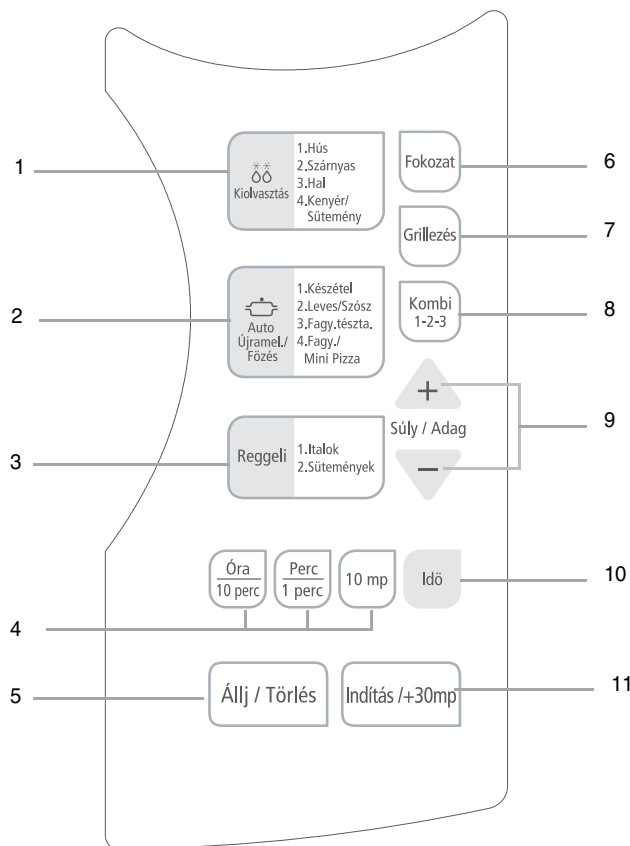 1
Kiolvasztás
1.Hús
2.Szárnyas
3.Hal
4.Kenyér/
Sütemény
Fokozat
6
Grillezés
7
2
Auto
Újramel./
Fözés
1.Készétel
2.Leves/Szósz
3.Fagy.tészta.
4.Fagy./
Mini Pizza
Kombi
1-2-3
8
+
Súly / Adag
−
9
3
Reggeli
1.Italok
2.Sütemények
Óra
10 perc
Perc
1 perc
10 mp
Idö
10
4
5
Állj / Törlés
Indítás /+30mp
11